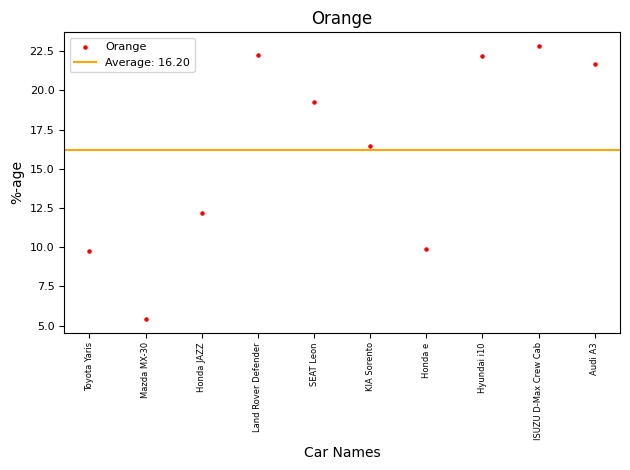 Orange
Orange
Average: 16.20
%-age
22.5
20.0
17.5
15.0
12.5
10.0
7.5
5.0
Toyota Yaris
Mazda MX-30
Honda JAZZ
Land Rover Defender
SEAT Leon
KIA Sorento
Honda e
Hyundai i10
ISUZU D-Max Crew Cab
Audi A3
Car Names